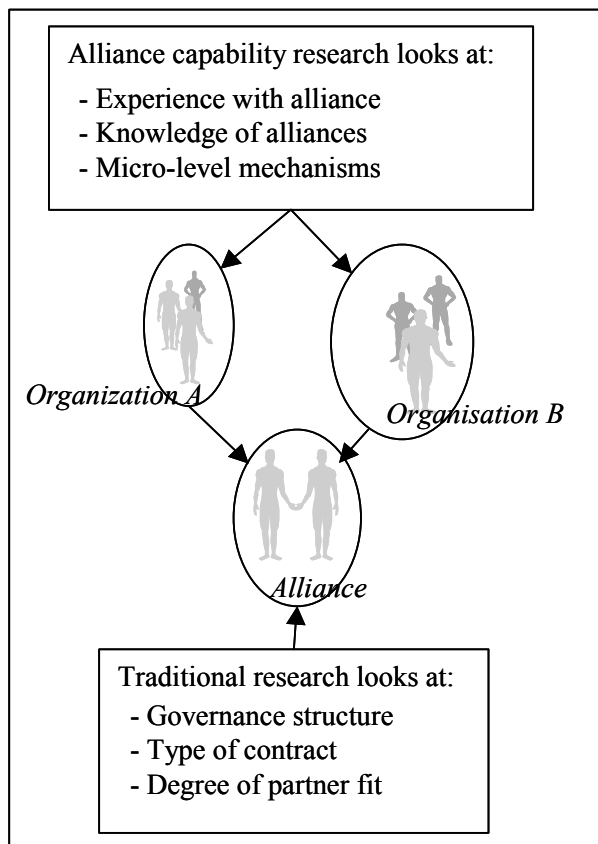 Alliance capability research looks at:
- Experience with alliance
- Knowledge of alliances
- Micro-level mechanisms
Organization A
Organisation B
Alliance
Traditional research looks at:
- Governance structure
- Type of contract
- Degree of partner fit